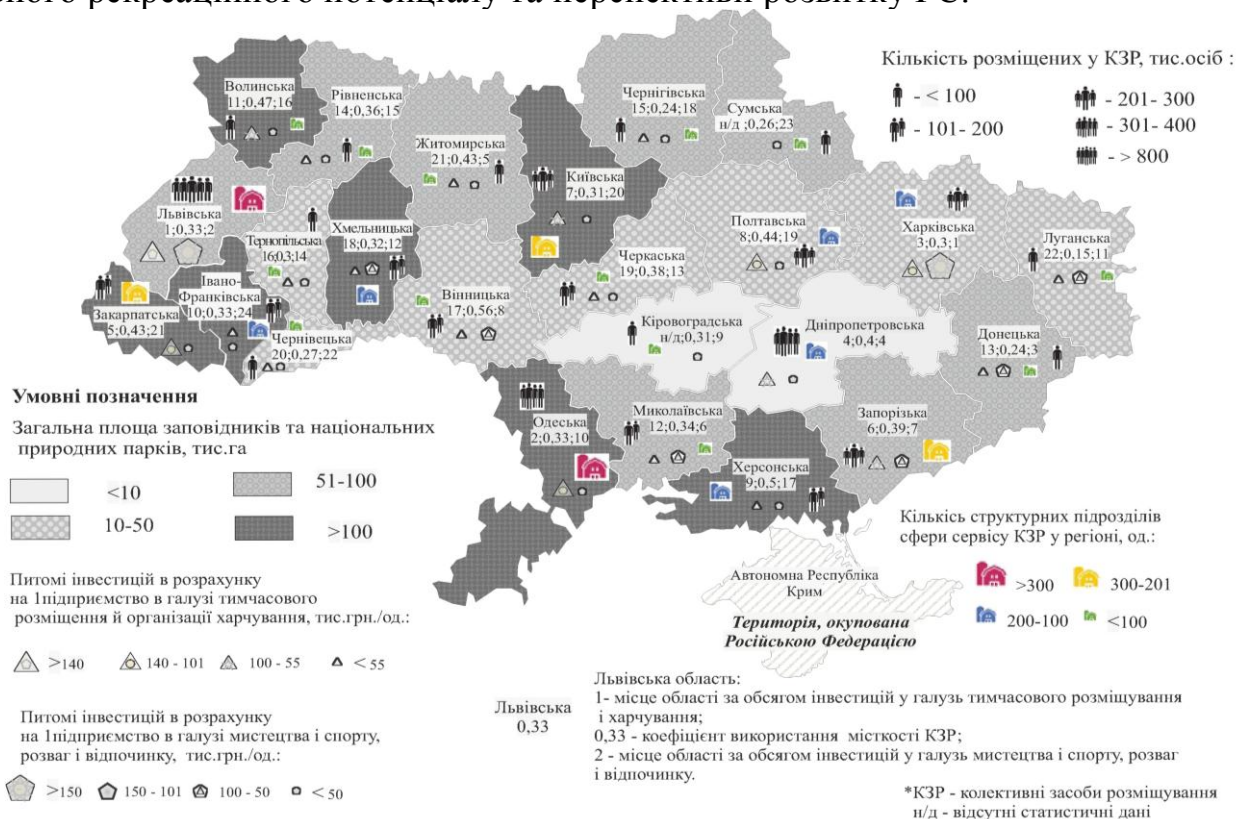 ного рекреаційного потенціалу та перспективи розвитку
Кількість розміщених у КЗР, тис.осіб :
- < 100
- 101- 200
- 201- 300
- 301- 400
- > 800
Волинська
11;0,47;16
Рівненська
14;0,36;15
Житомирська
21;0,43;5
Чернігівська
15;0,24;18
Сумська
н/д ;0,26;23
Київська
7;0,31;20
Львівська
1;0,33;2
Тернопільська
16;0,3;14
Хмельницька
18;0,32;12
Івано-
Франківська
10;0,33;24
Закарпатська
5;0,43;21
Чернівецька
20;0,27;22
Вінницька
17;0,56;8
Черкаська
19;0,38;13
Полтавська
8;0,44;19
Харківська
3;0,3;1
Луганська
22;0,15;11
Кіровоградська
н/д;0,31;9
Дніпропетровська
4;0,4;4
Донецька
13;0,24;3
Одеська
2;0,33;10
Миколаївська
12;0,34;6
Запорізька
6;0,39;7
Херсонська
9;0,5;17
Автономна Республіка
Крим
Територія, окупована
Російською Федерацією
Умовні позначення
Загальна площа заповідників та національних
природних парків, тис.га
<10
51-100
10-50
>100
Питомі інвестицій в розрахунку
на 1підприємство в галузі тимчасового
розміщення й організації харчування, тис.грн./од.:
>140
140 - 101
100 - 55
< 55
Питомі інвестицій в розрахунку
на 1підприємство в галузі мистецтва і спорту,
розваг і відпочинку, тис.грн./од.:
>150
150 - 101
100 - 50
< 50
Кількісь структурних підрозділів
сфери сервісу КЗР у регіоні, од.:
>300
300-201
200-100
<100
Львівська
0,33
Львівська область:
1- місце області за обсягом інвестицій у галузь тимчасового розміщування
і харчування;
0,33 - коефіцієнт використання місткості КЗР;
2 - місце області за обсягом інвестицій у галузь мистецтва і спорту, розваг
і відпочинку.
*КЗР - колективні засоби розміщування
н/д - відсутні статистичні дані